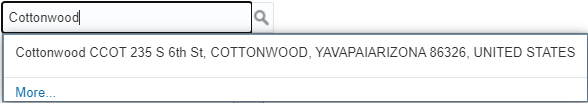 Cottonwood
Cottonwood CCOT 235 S 6th St, COTTONWOOD, YAVAPAIARIZONA 86326, UNITED STATES
More...